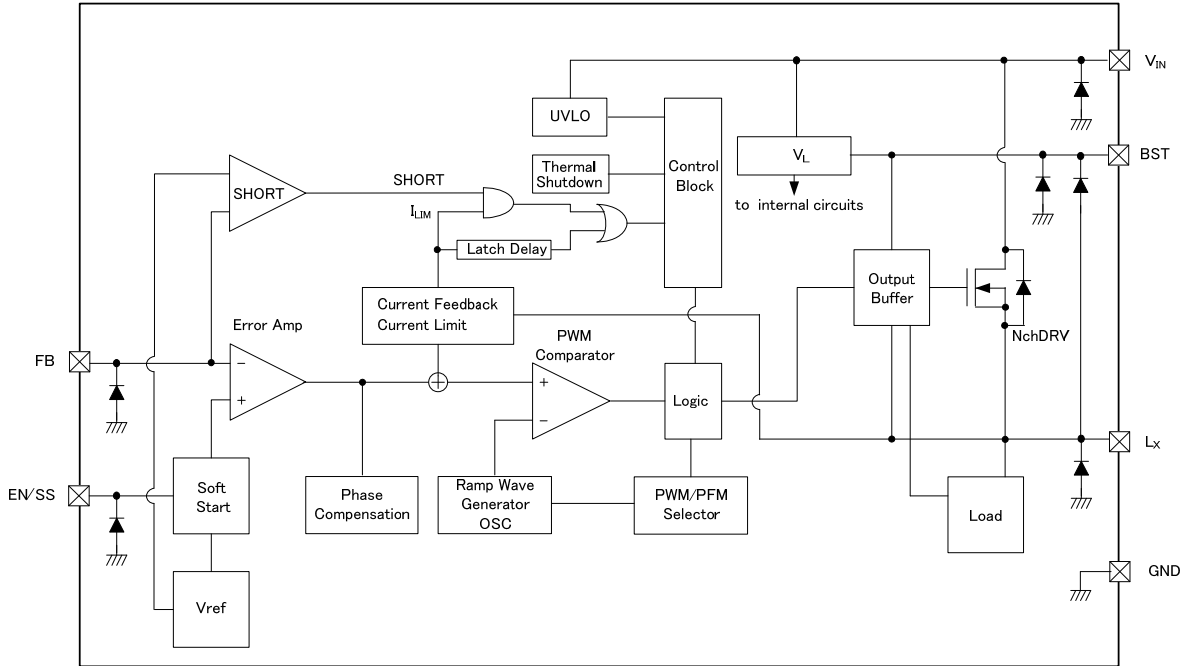 VIN
UVLO
BST
VL
Thermal
Shutdown
Control
Block
SHORT
SHORT
to internal circuits
ILIM
Latch Delay
Output
Buffer
Current Feedback
Current Limit
Error Amp
PWM
Comparator
NchDRV
FB
−
+
+
−
Logic
LX
EN/SS
Soft
Start
Phase
Compensation
Ramp Wave
Generator
OSC
PWM/PFM
Selector
Load
GND
Vref